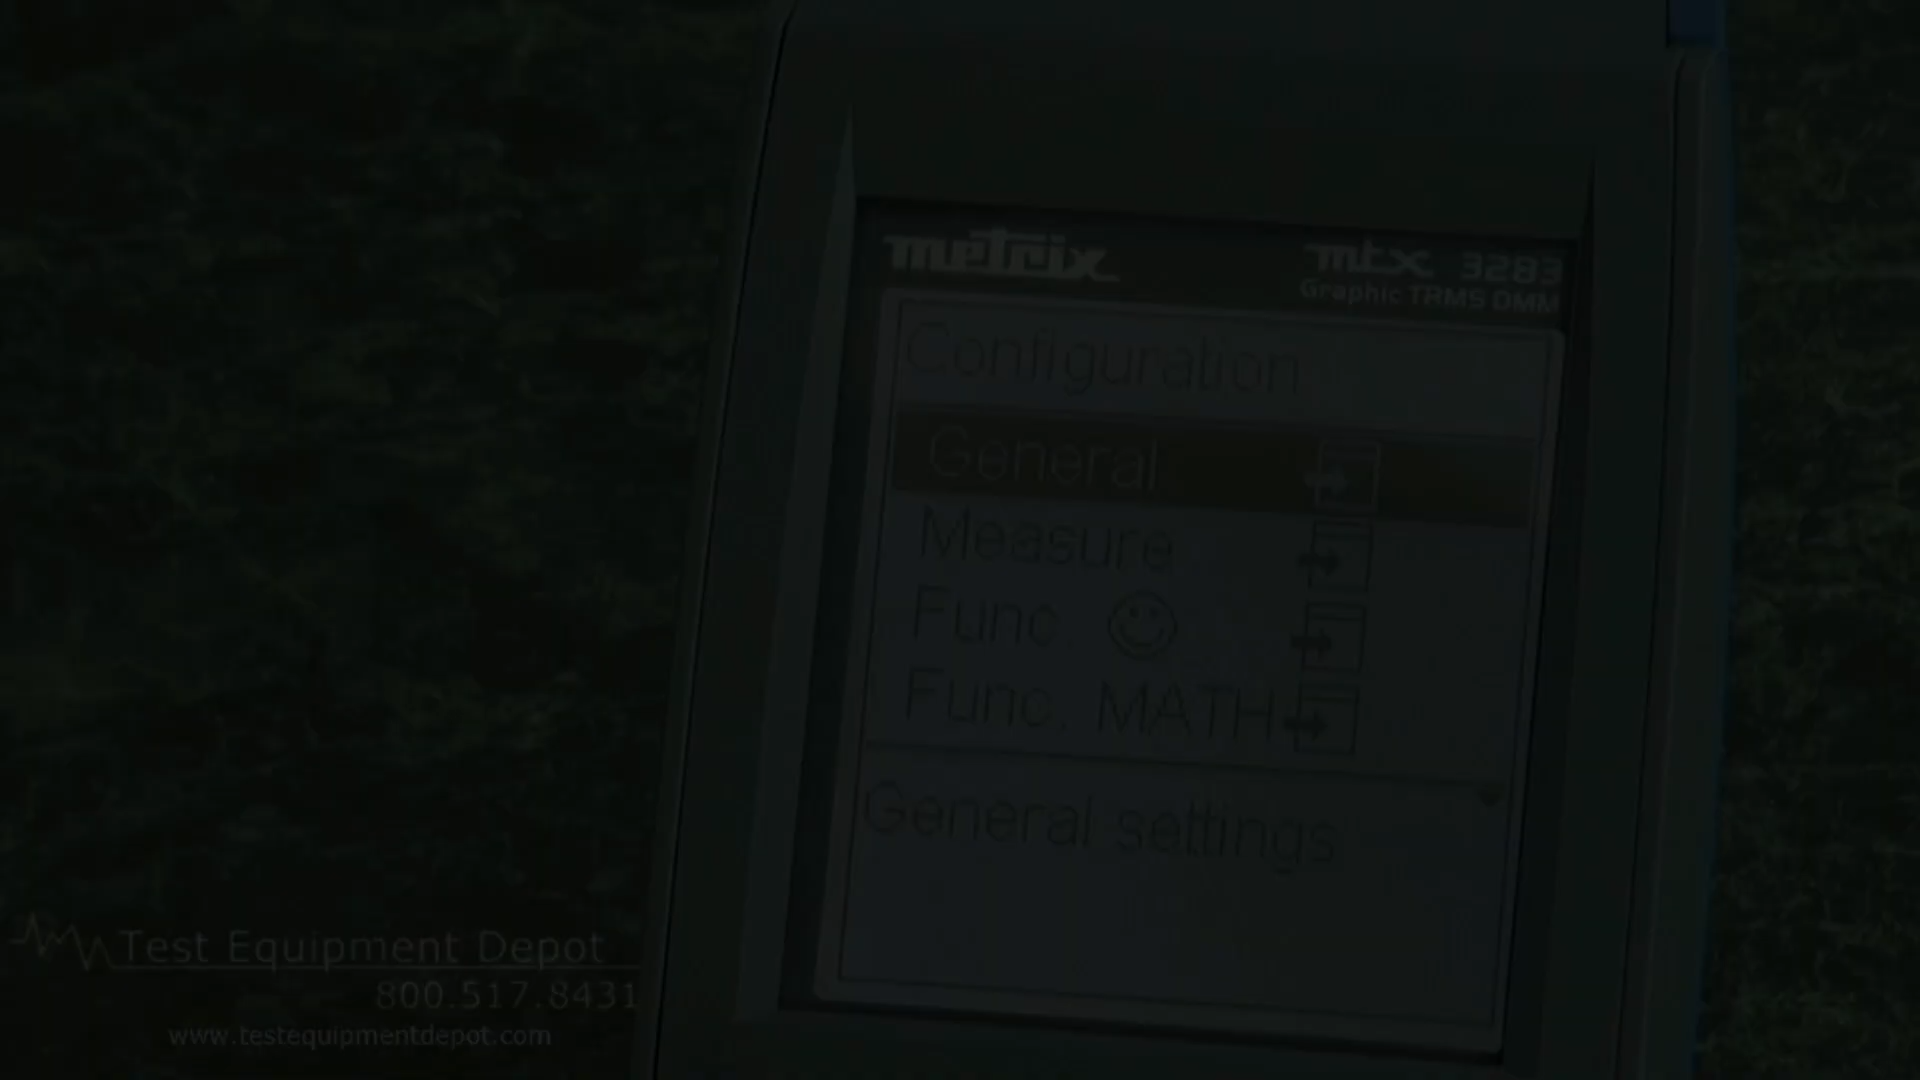 metrix
mtx 3283
Graphic TRMS DMM
Configuration
General
Measure
Func.
Func. MATH
General settings
Test Equipment Depot
800.517.8431
www.testequipmentdepot.com